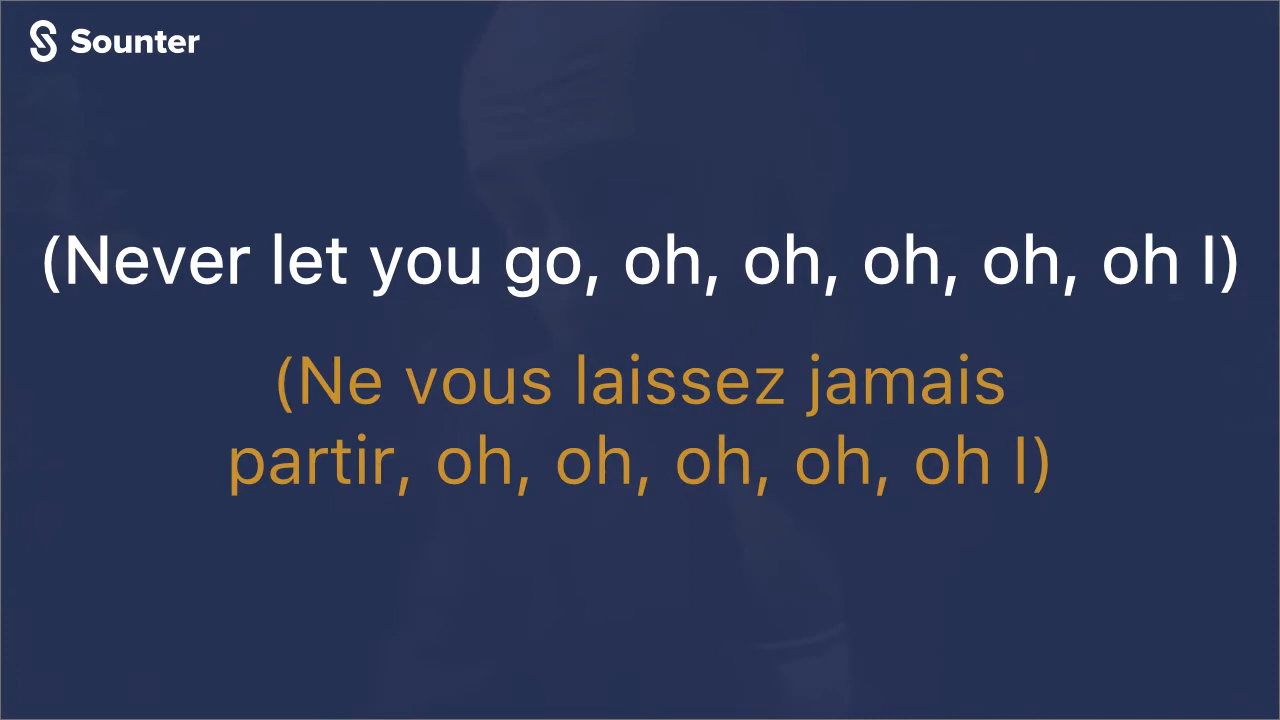 Sounter
(Never let you go, oh, oh, oh, oh, oh I)
(Ne vous laissez jamais
partir, oh, oh, oh, oh, oh I)